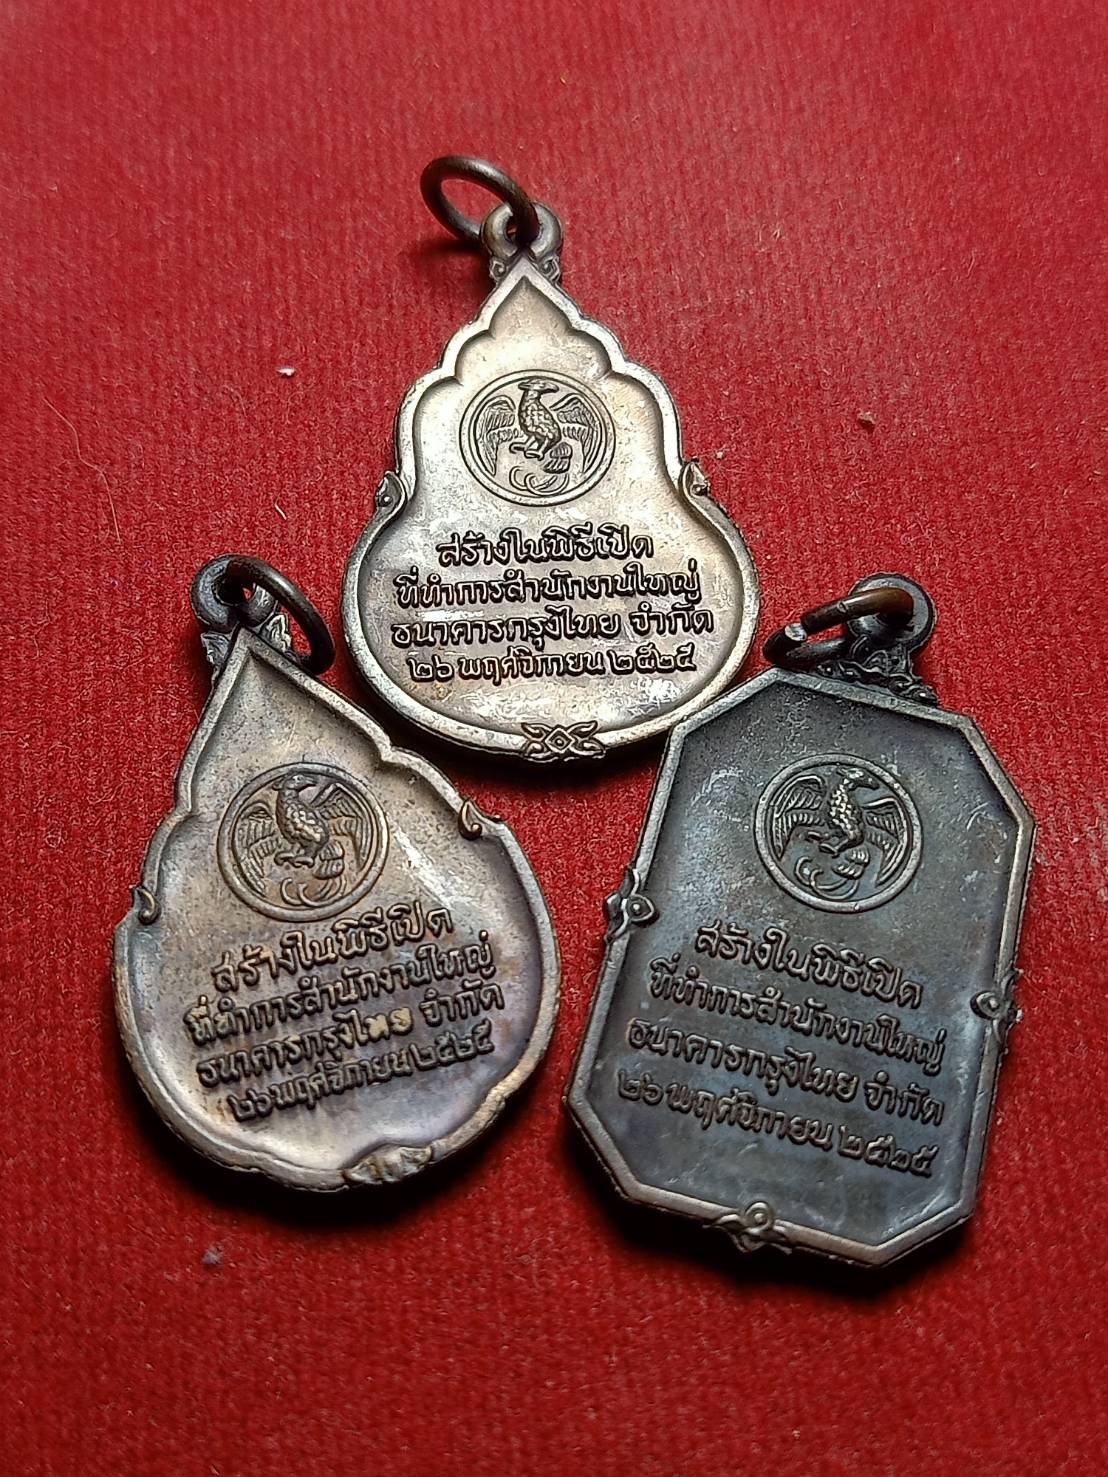 สร้างในพิธีเปิด
ที่ทำการสำนักงานใหญ่
ธนาคารกรุงไทย จำกัด
๒๖ พฤศจิกายน ๒๕๒๕
สร้างในพิธีเปิด
ที่ทำการสำนักงานใหญ่
ธนาคารกรุงไทย จำกัด
๒๖ พฤศจิกายน ๒๕๒๕
สร้างในพิธีเปิด
ที่ทำการสำนักงานใหญ่
ธนาคารกรุงไทย จำกัด
๒๖ พฤศจิกายน ๒๕๒๕